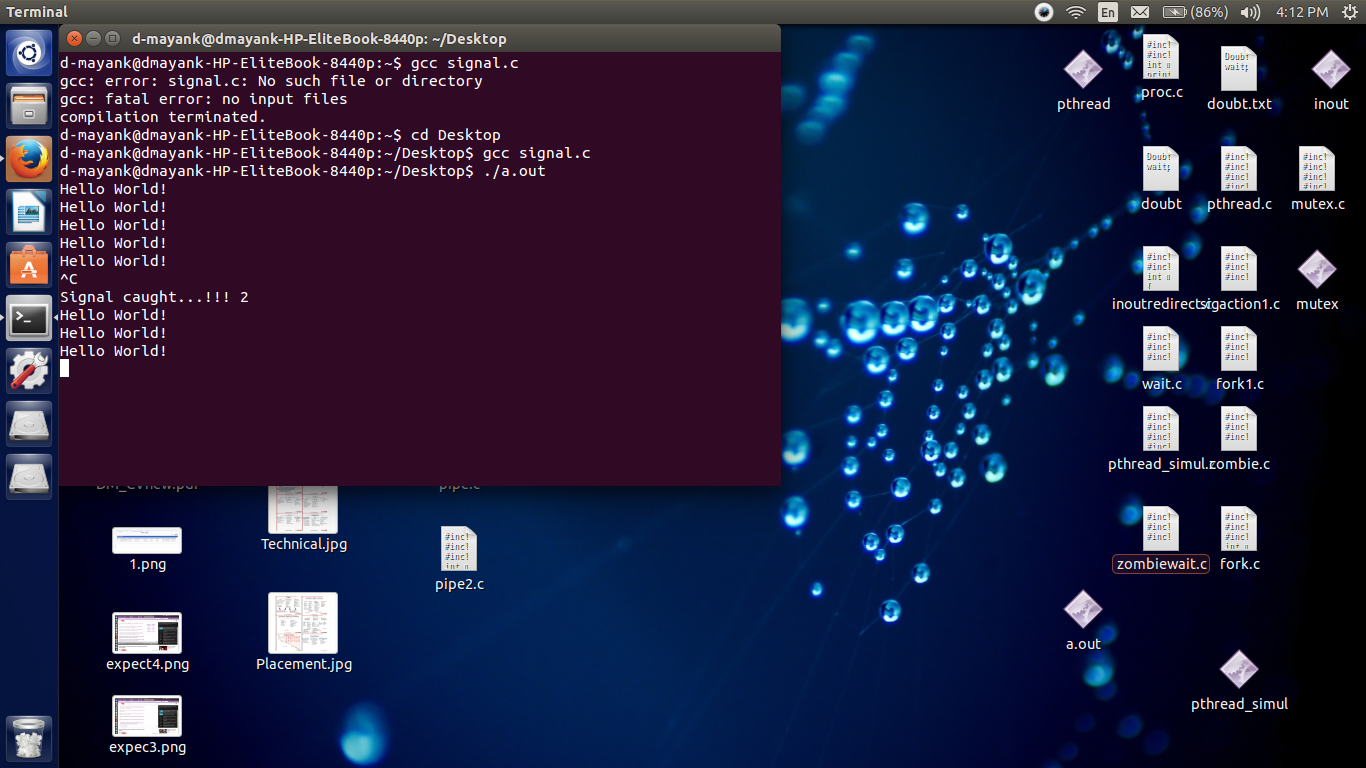 Terminal
En
(86%)
4:12 PM
d-mayank@dmayank-HP-EliteBook-8440p: ~/Desktop
d-mayank@dmayank-HP-EliteBook-8440p:~$ gcc signal.c
gcc: error: signal.c: No such file or directory
gcc: fatal error: no input files
compilation terminated.
d-mayank@dmayank-HP-EliteBook-8440p:~$ cd Desktop
d-mayank@dmayank-HP-EliteBook-8440p:~/Desktop$ gcc signal.c
d-mayank@dmayank-HP-EliteBook-8440p:~/Desktop$ ./a.out
Hello World!
Hello World!
Hello World!
Hello World!
Hello World!
^C
Signal caught...!!! 2
Hello World!
Hello World!
Hello World!
pthread
proc.c
doubt.txt
inout
doubt
pthread.c
mutex.c
inoutredirect.c
sigaction1.c
mutex
wait.c
fork1.c
pthread_simul.c
zombie.c
zombiewait.c
fork.c
a.out
pthread_simul
Technical.jpg
1.png
pipe2.c
expect4.png
Placement.jpg
expec3.png